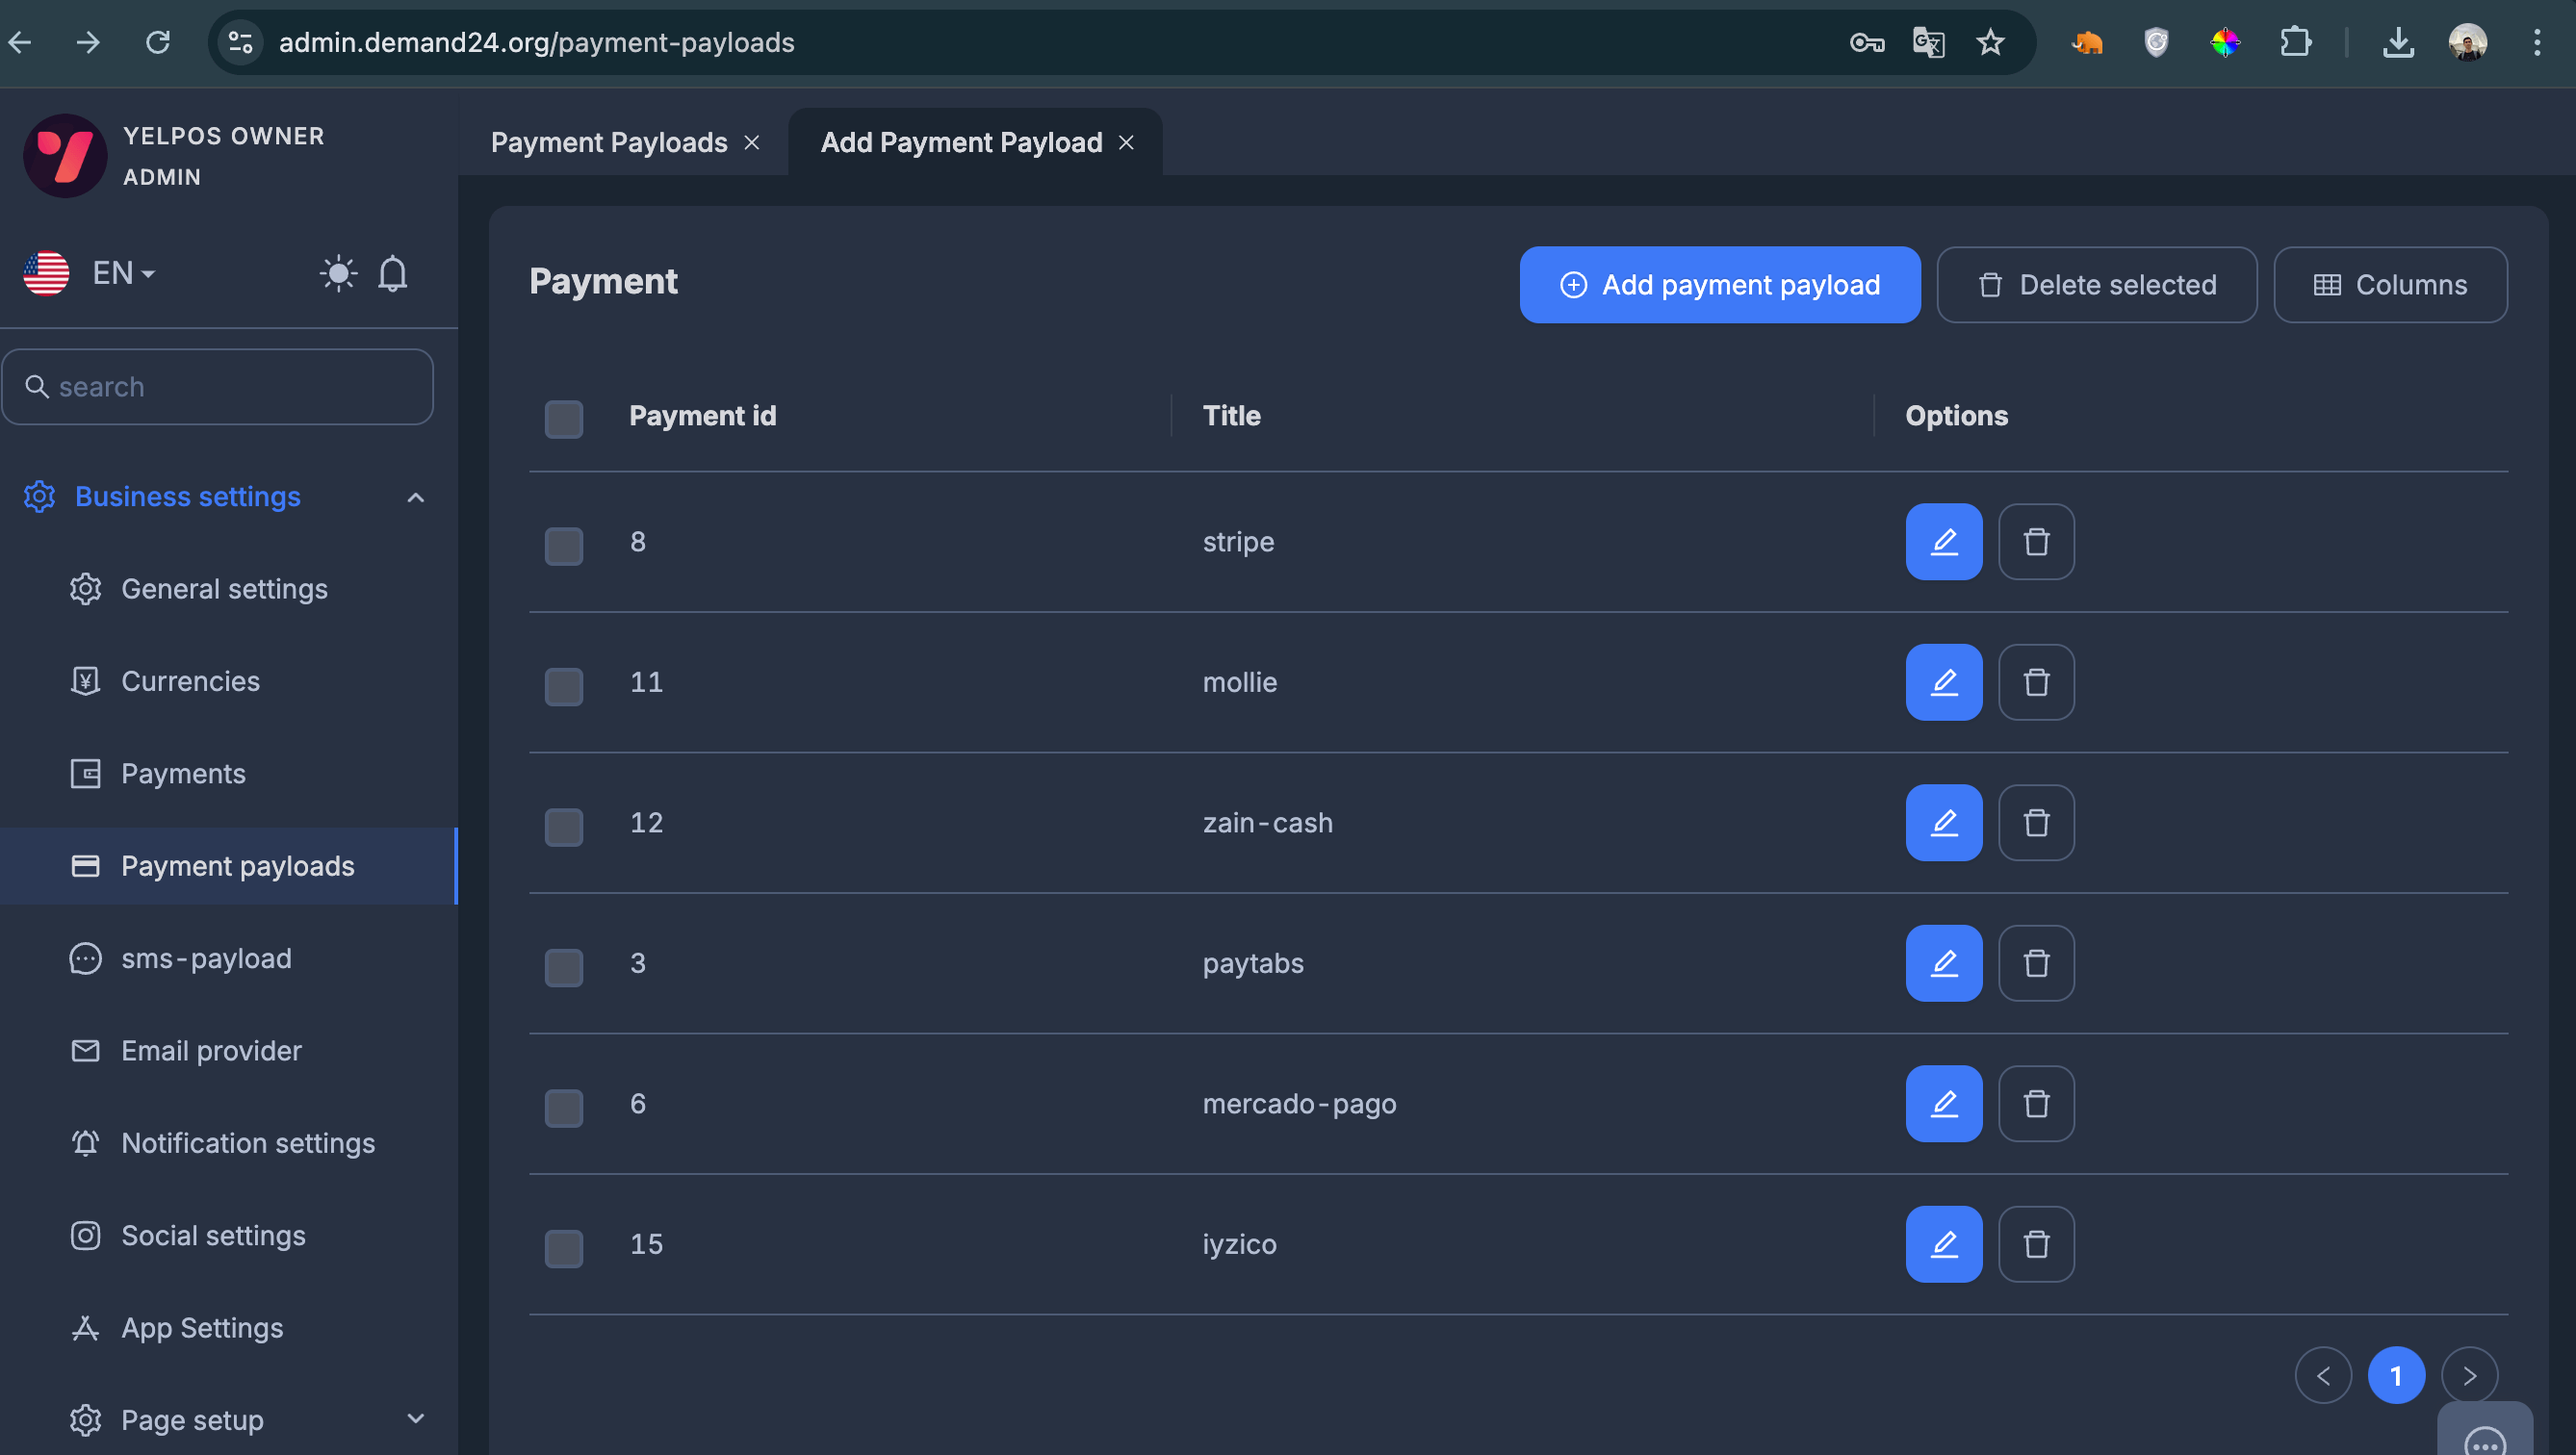 admin.demand24.org/payment-payloads
YELPOS OWNER
ADMIN
EN
search
Business settings
General settings
Currencies
Payments
Payment payloads
sms-payload
Email provider
Notification settings
Social settings
App Settings
Page setup
Payment Payloads
Add Payment Payload
Payment
Add payment payload
Delete selected
Columns
Payment id Title Options
8 stripe
11 mollie
12 zain-cash
3 paytabs
6 mercado-pago
15 iyzico
1